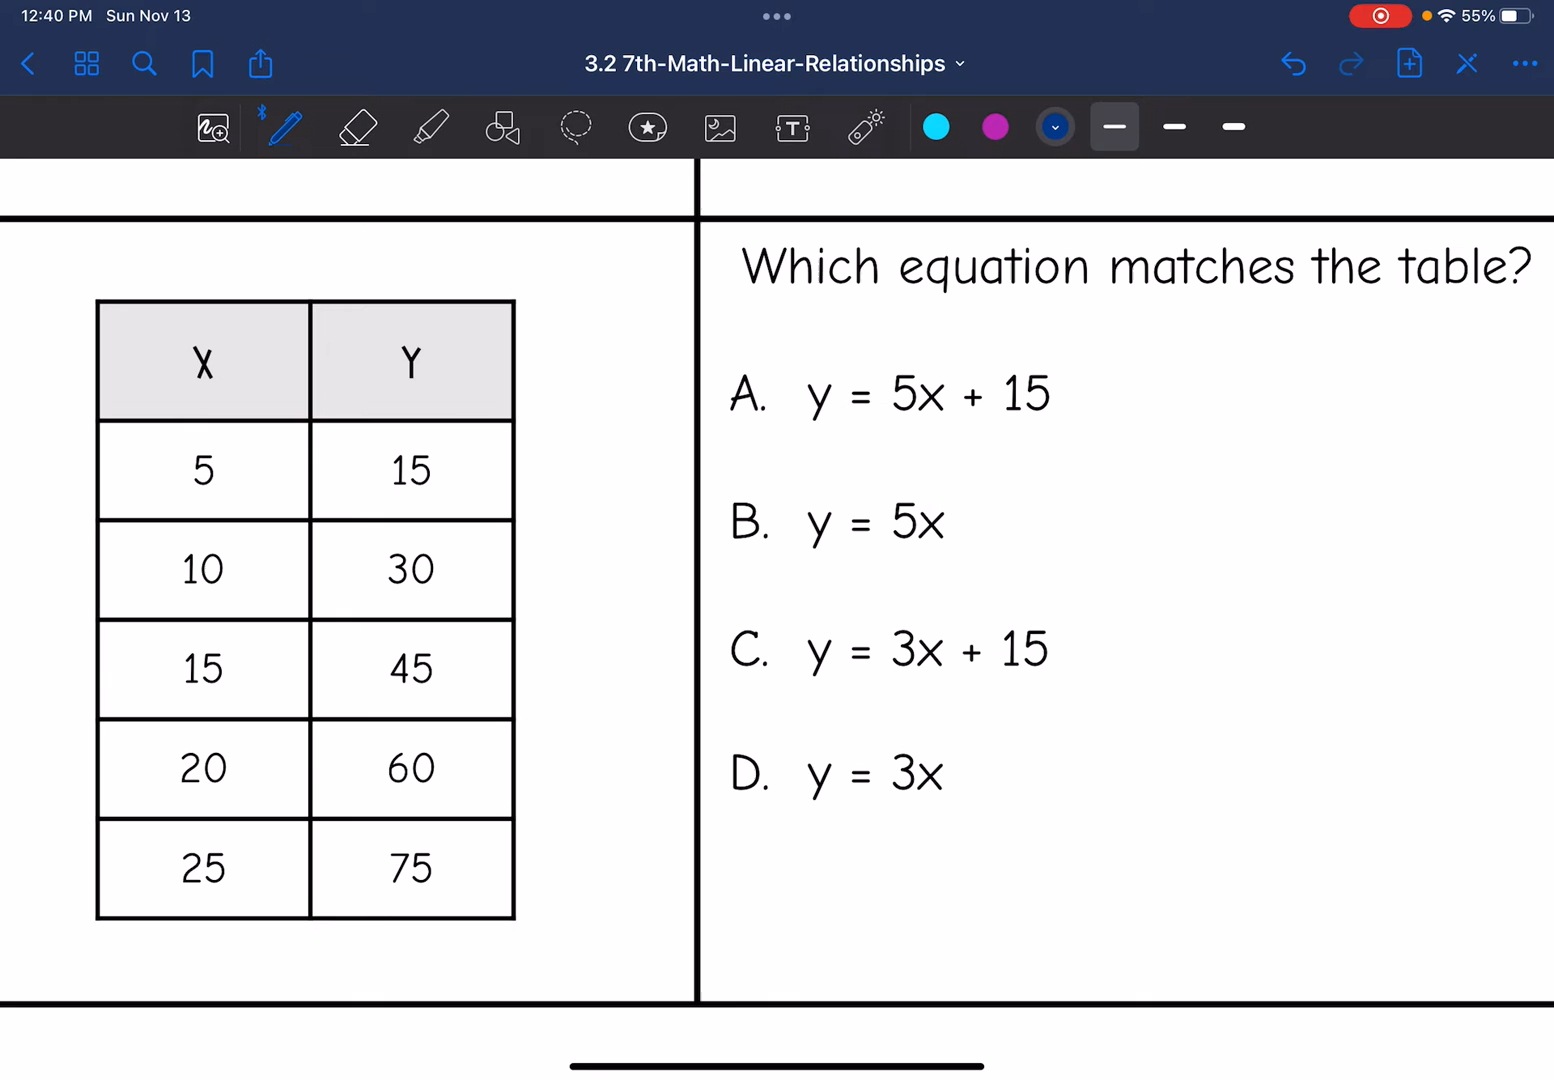 12:40 PM Sun Nov 13
55%
3.2 7th-Math-Linear-Relationships
T
Which equation matches the table?
X Y
5 15
10 30
15 45
20 60
25 75
A. y = 5x + 15
B. y = 5x
C. y = 3x + 15
D. y = 3x